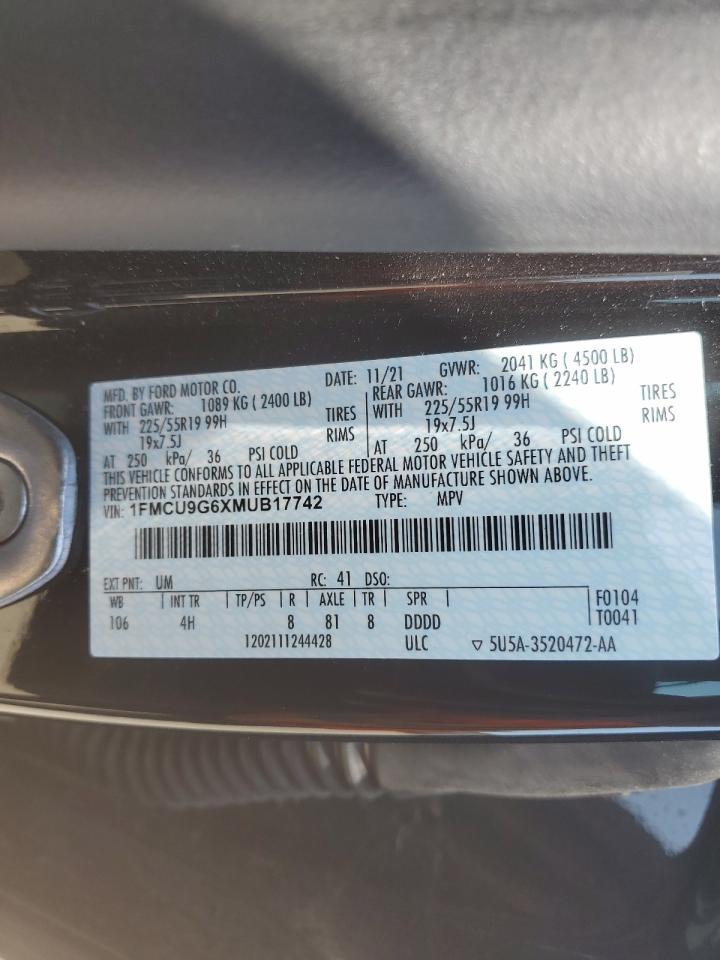 MFD. BY FORD MOTOR CO. DATE: 11/21 GVWR: 2041 KG ( 4500 LB)
FRONT GAWR: 1089 KG ( 2400 LB) REAR GAWR: 1016 KG ( 2240 LB)
WITH 225/55R19 99H TIRES WITH 225/55R19 99H TIRES
19x7.5J RIMS 19x7.5J RIMS
AT 250 kPa/ 36 PSI COLD AT 250 kPa/ 36 PSI COLD
THIS VEHICLE CONFORMS TO ALL APPLICABLE FEDERAL MOTOR VEHICLE SAFETY AND THEFT
PREVENTION STANDARDS IN EFFECT ON THE DATE OF MANUFACTURE SHOWN ABOVE.
VIN: 1FMCU9G6XMUB17742 TYPE: MPV
EXT PNT: UM RC: 41 DSO:
WB INT TR TP/PS R AXLE TR SPR F0104
106 4H 8 81 8 DDDD T0041
1202111244428 ULC ▽ 5U5A-3520472-AA